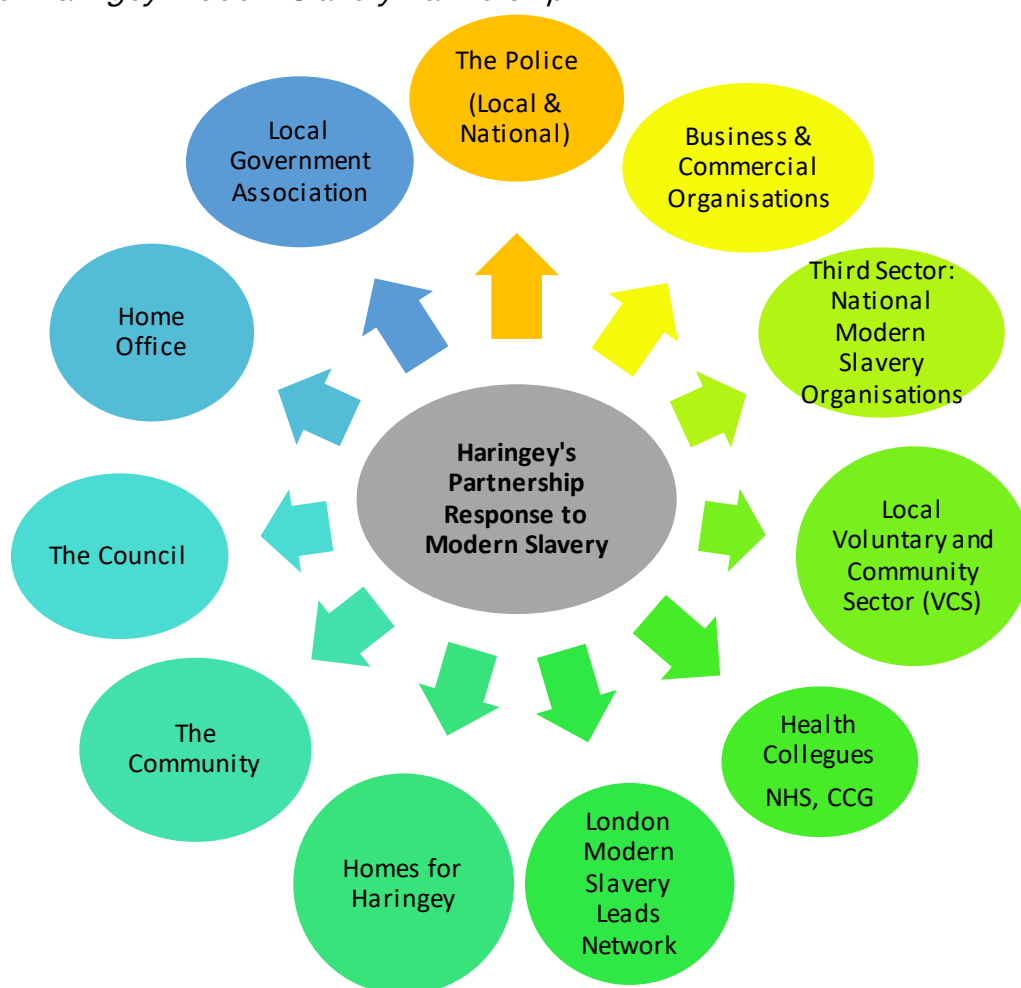 The Police
(Local &
National)
Business &
Commercial
Organisations
Third Sector:
National
Modern
Slavery
Organisations
Local
Voluntary and
Community
Sector (VCS)
Health
Collegues
NHS, CCG
London
Modern
Slavery
Leads
Network
Homes for
Haringey
The
Community
The Council
Home
Office
Local
Government
Association
Haringey's
Partnership
Response to
Modern Slavery